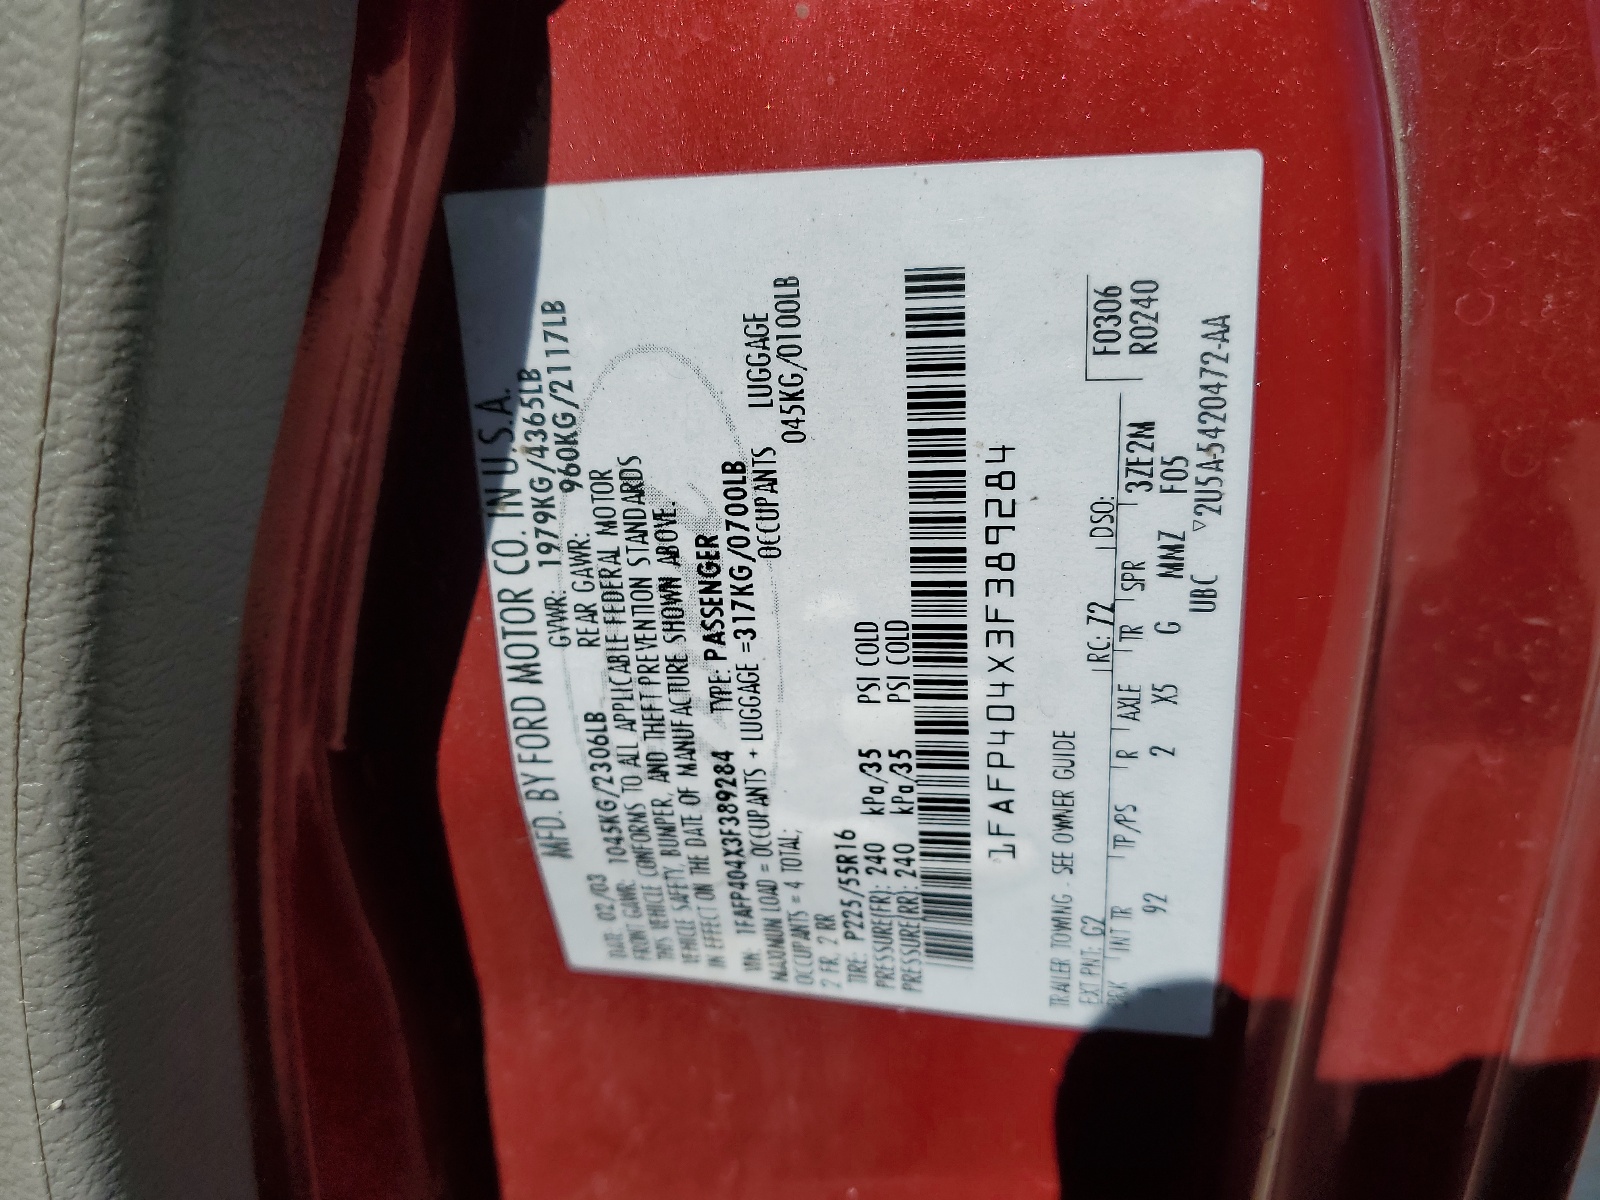 MFD. BY FORD MOTOR CO. IN U.S.A.
DATE: 02/03 GVWR: 1979KG/4365LB
FRONT GAWR: 1045KG/2306LB REAR GAWR: 960KG/2117LB
THIS VEHICLE CONFORMS TO ALL APPLICABLE FEDERAL MOTOR
VEHICLE SAFETY, BUMPER, AND THEFT PREVENTION STANDARDS
IN EFFECT ON THE DATE OF MANUFACTURE SHOWN ABOVE.
VIN: 1FAFP404X3F389284 TYPE: PASSENGER
MAXIMUM LOAD = OCCUPANTS + LUGGAGE =317KG/0700LB
OCCUPANTS = 4 TOTAL; OCCUPANTS LUGGAGE
2 FR, 2 RR 045KG/0100LB
TIRE: P225/55R16
PRESSURE(FR): 240 kPa/35 PSI COLD
PRESSURE(RR): 240 kPa/35 PSI COLD
1FAFP404X3F389284
TRAILER TOWING - SEE OWNER GUIDE
EXT PNT: G2 RC: 72 DSO: F0306
BRK INT TR TP/PS R AXLE TR SPR 3ZE2M R0240
92 2 X5 G MMZ F05
UBC ▽2U5A-5420472-AA